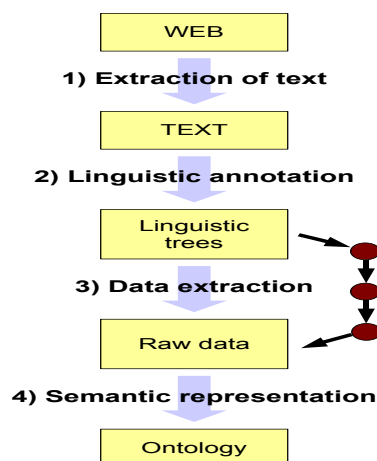 WEB
1) Extraction of text
TEXT
2) Linguistic annotation
Linguistic
trees
3) Data extraction
Raw data
4) Semantic representation
Ontology